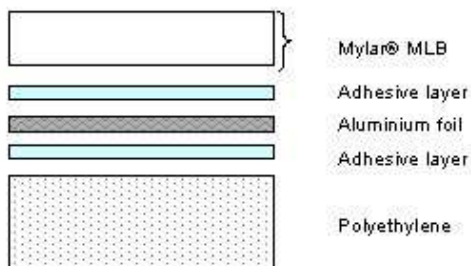 Mylar® MLB
Adhesive layer
Aluminium foil
Adhesive layer
Polyethylene